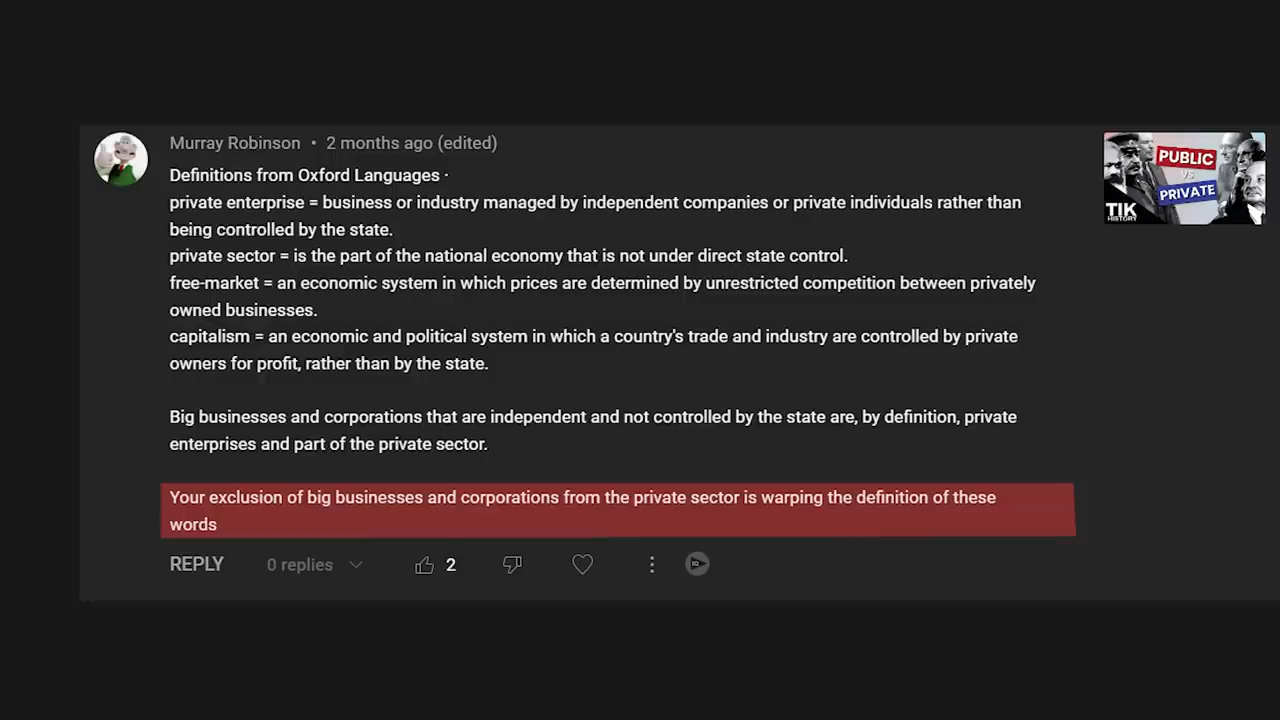 Murray Robinson • 2 months ago (edited)
Definitions from Oxford Languages ·
private enterprise = business or industry managed by independent companies or private individuals rather than
being controlled by the state.
private sector = is the part of the national economy that is not under direct state control.
free-market = an economic system in which prices are determined by unrestricted competition between privately
owned businesses.
capitalism = an economic and political system in which a country's trade and industry are controlled by private
owners for profit, rather than by the state.
Big businesses and corporations that are independent and not controlled by the state are, by definition, private
enterprises and part of the private sector.
Your exclusion of big businesses and corporations from the private sector is warping the definition of these
words
REPLY 0 replies 2
PUBLIC
VS
PRIVATE
TIK
HISTORY